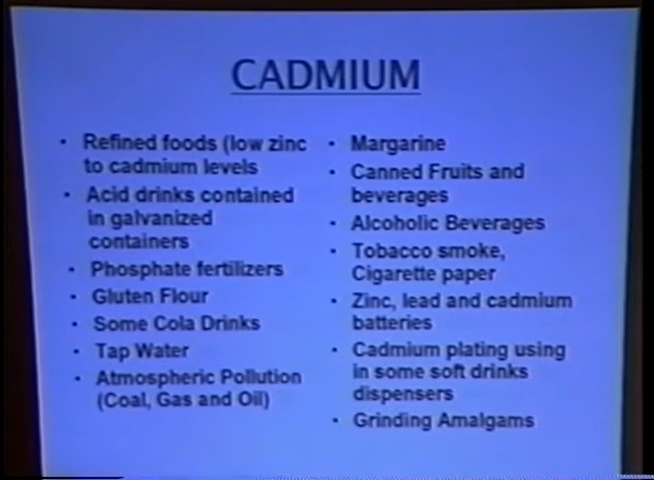 CADMIUM
• Refined foods (low zinc
to cadmium levels
• Acid drinks contained
in galvanized
containers
• Phosphate fertilizers
• Gluten Flour
• Some Cola Drinks
• Tap Water
• Atmospheric Pollution
(Coal, Gas and Oil)
• Margarine
• Canned Fruits and
beverages
• Alcoholic Beverages
• Tobacco smoke,
Cigarette paper
• Zinc, lead and cadmium
batteries
• Cadmium plating using
in some soft drinks
dispensers
• Grinding Amalgams